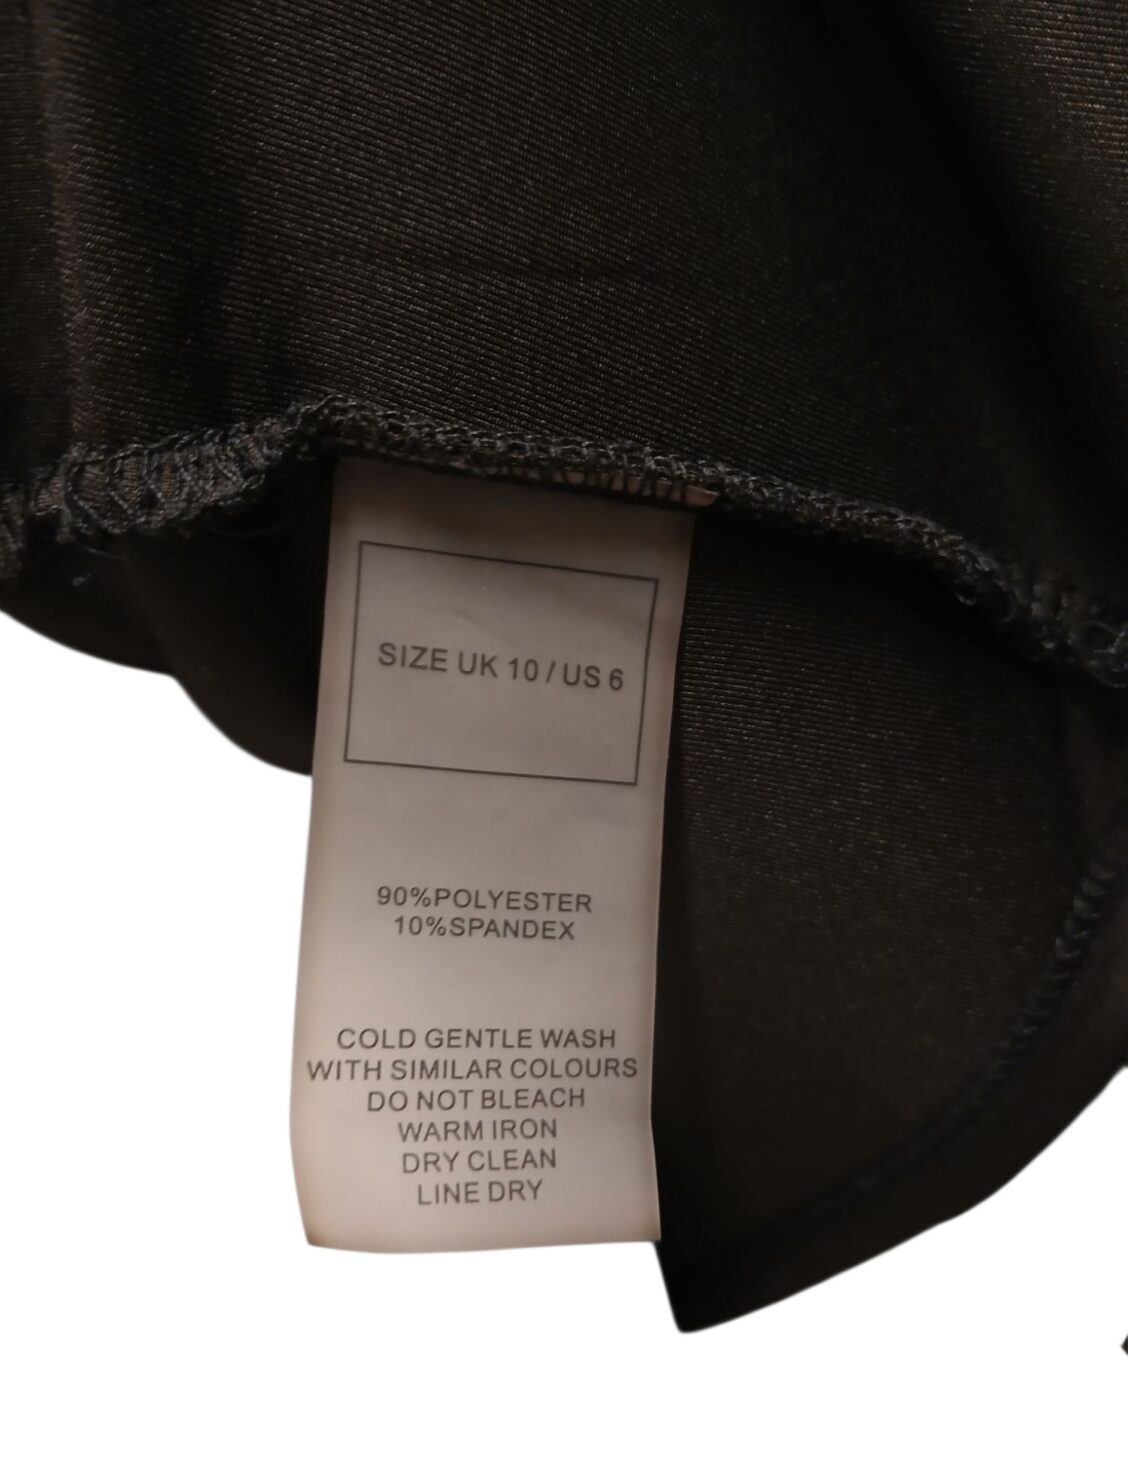 SIZE UK 10 / US 6
90%POLYESTER
10%SPANDEX
COLD GENTLE WASH
WITH SIMILAR COLOURS
DO NOT BLEACH
WARM IRON
DRY CLEAN
LINE DRY